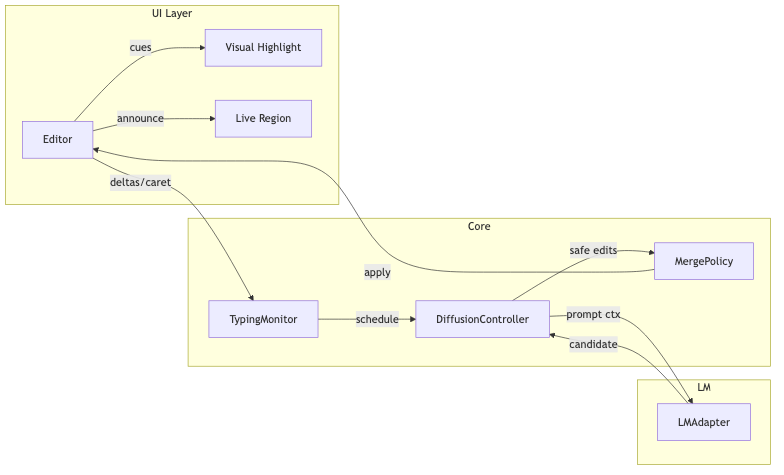 UI Layer
cues
Visual Highlight
announce
Live Region
Editor
deltas/caret
Core
safe edits
MergePolicy
apply
TypingMonitor
schedule
DiffusionController
prompt ctx
candidate
LM
LMAdapter